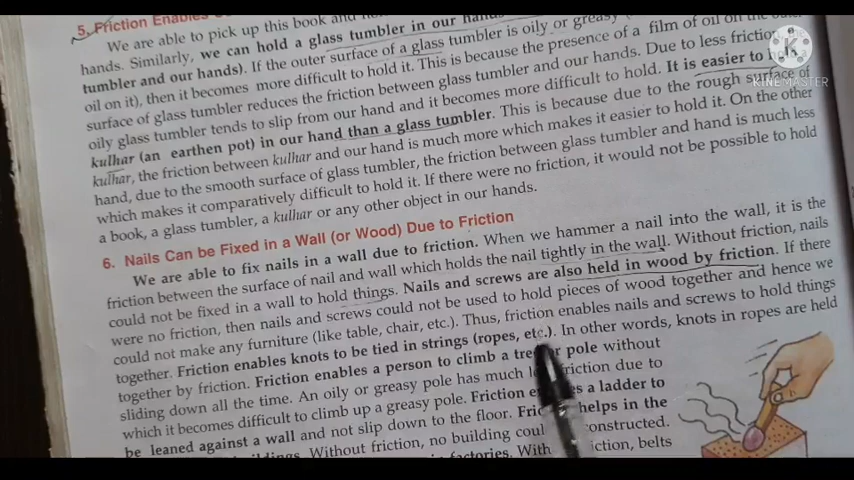 5. Friction Enables
We are able to pick up this book and
hands. Similarly, we can hold a glass tumbler in our hands
tumbler and our hands). If the outer surface of a glass tumbler is oily or greasy
oil on it), then it becomes more difficult to hold it. This is because the presence of a film of oil on the
surface of glass tumbler reduces the friction between glass tumbler and our hands. Due to less friction
oily glass tumbler tends to slip from our hand and it becomes more difficult to hold. It is easier to
kulhar (an earthen pot) in our hand than a glass tumbler. This is because due to the rough surface of
kulhar, the friction between kulhar and our hand is much more which makes it easier to hold it. On the other
hand, due to the smooth surface of glass tumbler, the friction between glass tumbler and hand is much less
which makes it comparatively difficult to hold it. If there were no friction, it would not be possible to hold
a book, a glass tumbler, a kulhar or any other object in our hands.
6. Nails Can be Fixed in a Wall (or Wood) Due to Friction
We are able to fix nails in a wall due to friction. When we hammer a nail into the wall, it is the
friction between the surface of nail and wall which holds the nail tightly in the wall. Without friction, nails
could not be fixed in a wall to hold things. Nails and screws are also held in wood by friction. If there
were no friction, then nails and screws could not be used to hold pieces of wood together and hence we
could not make any furniture (like table, chair, etc.). Thus, friction enables nails and screws to hold things
together. Friction enables knots to be tied in strings (ropes, etc.). In other words, knots in ropes are held
together by friction. Friction enables a person to climb a tree or pole without
sliding down all the time. An oily or greasy pole has much friction due to
which it becomes difficult to climb up a greasy pole. Friction a ladder to
be leaned against a wall and not slip down to the floor. helps in the
Without friction, no building constructed.
factories. belts
K
KINE MASTER